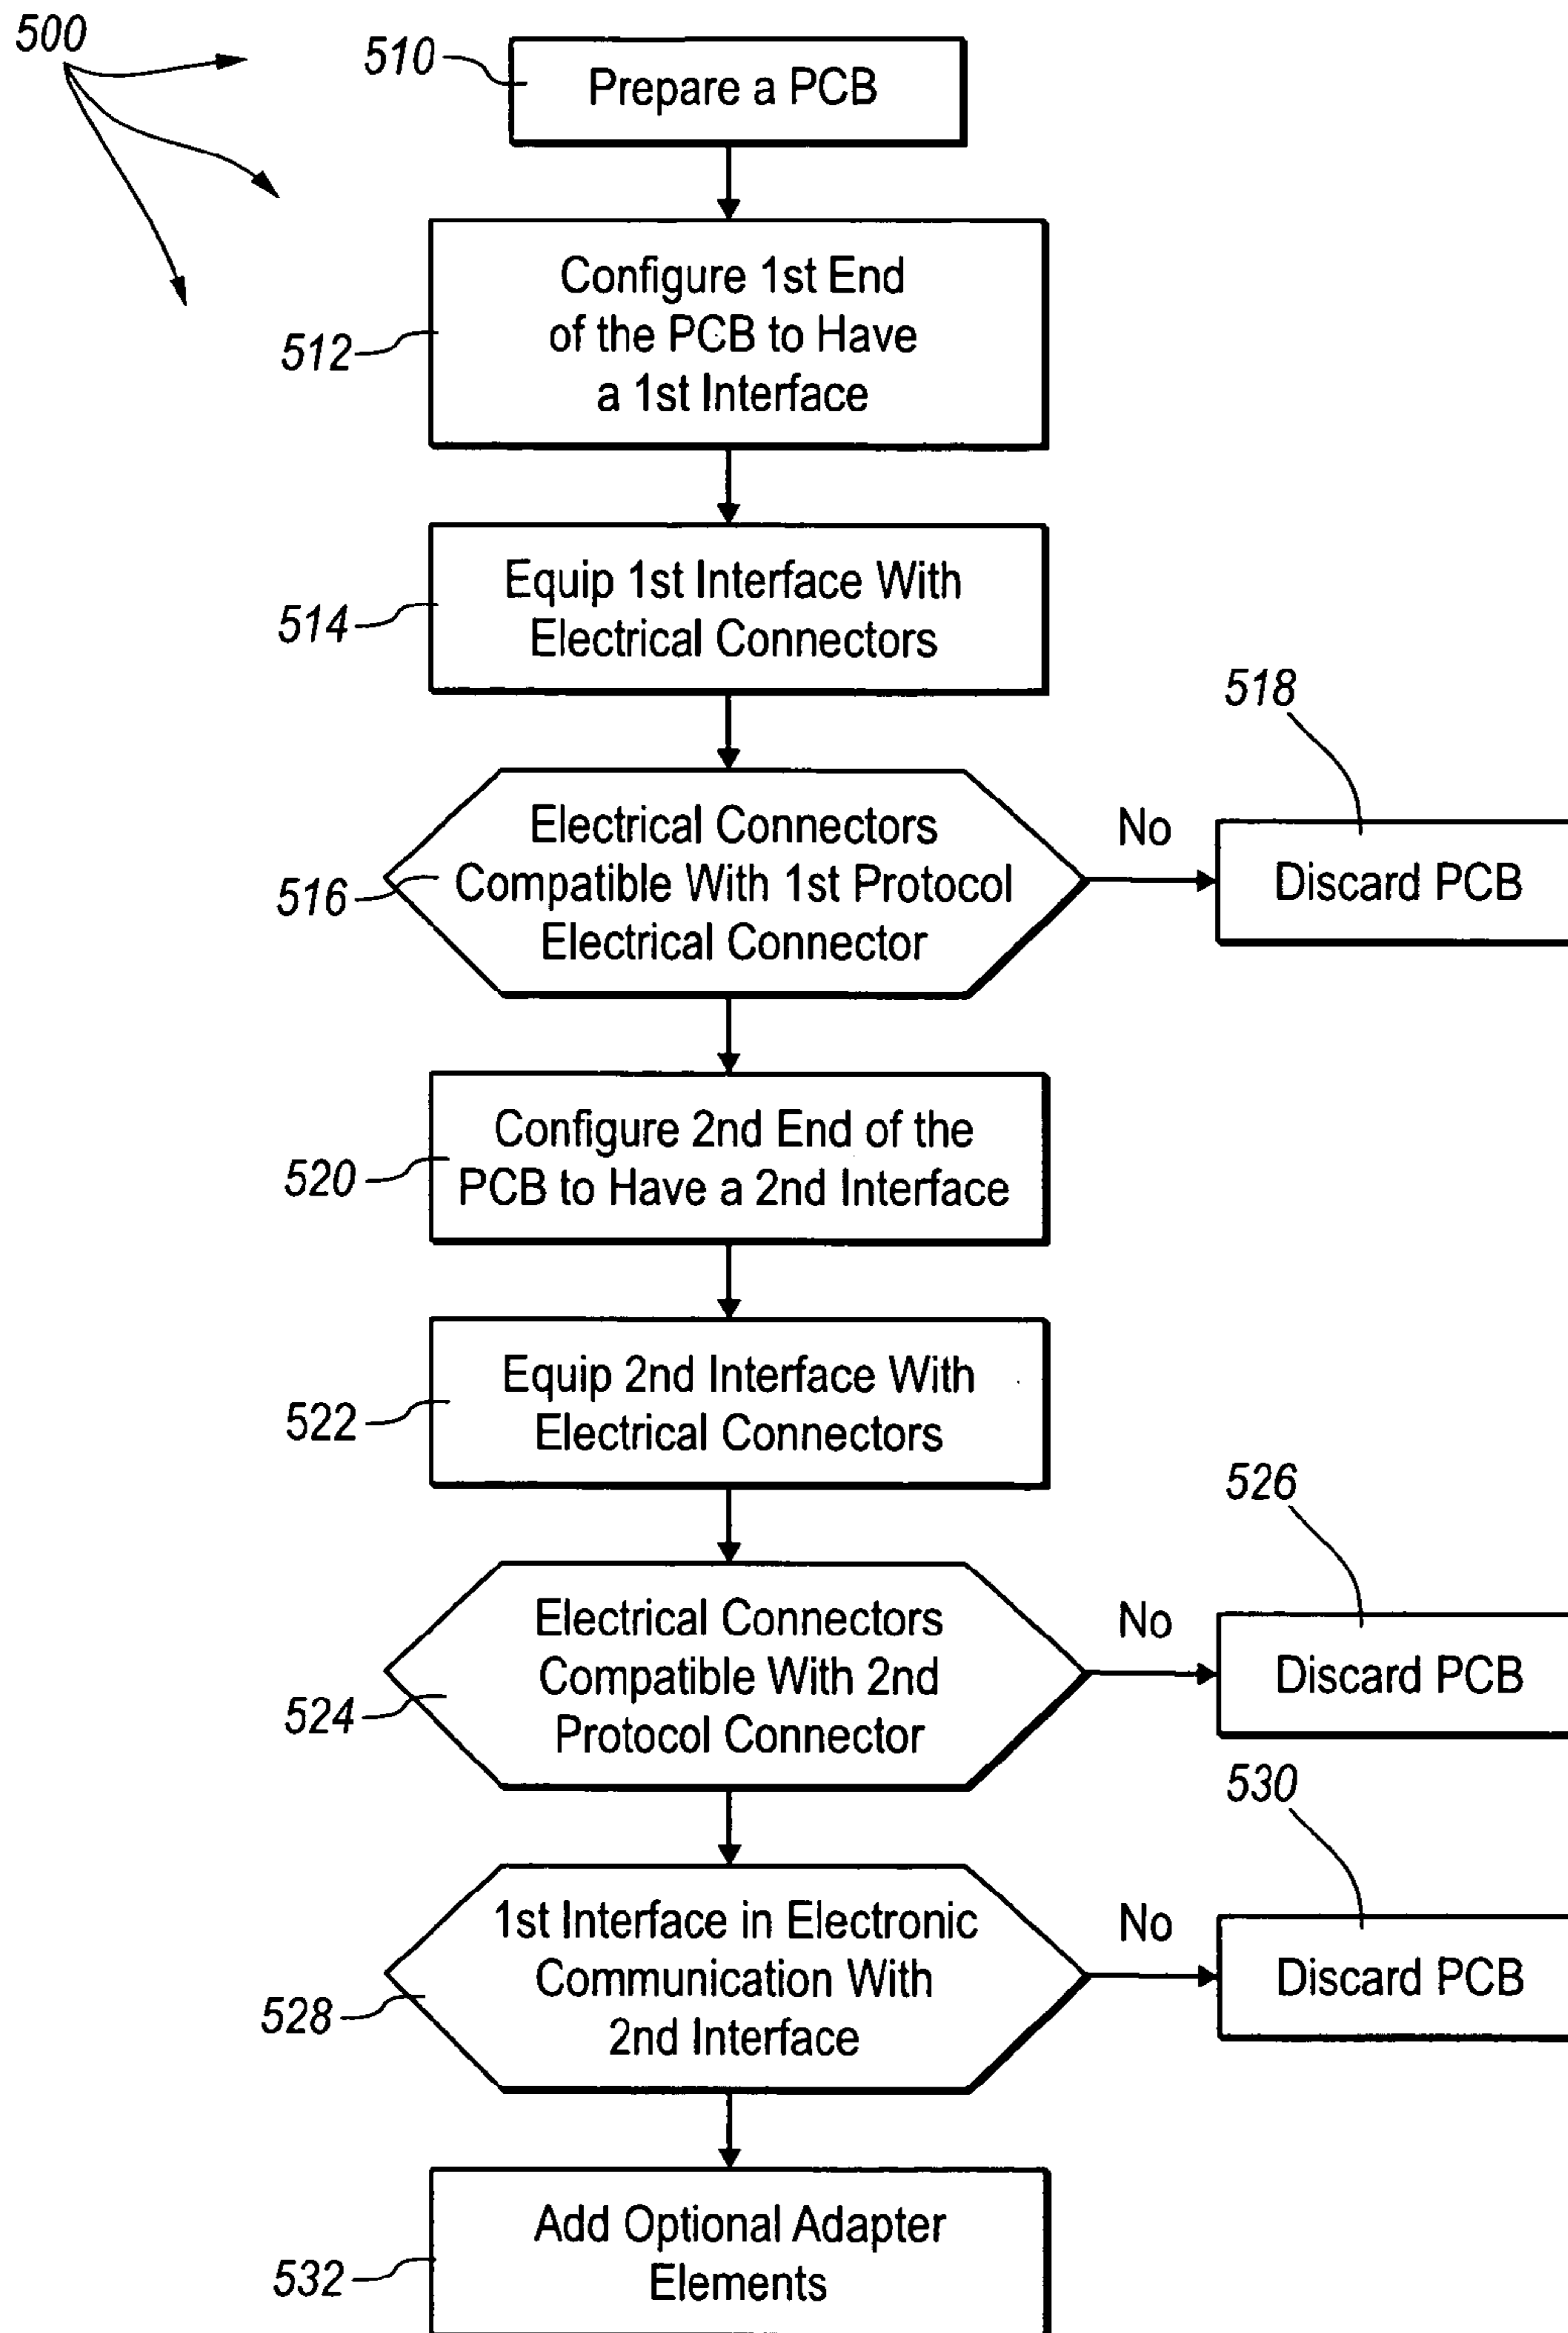 500
510
Prepare a PCB
512
Configure 1st End
of the PCB to Have
a 1st Interface
514
Equip 1st Interface With
Electrical Connectors
516
Electrical Connectors
Compatible With 1st Protocol
Electrical Connector
No
518
Discard PCB
520
Configure 2nd End of the
PCB to Have a 2nd Interface
522
Equip 2nd Interface With
Electrical Connectors
524
Electrical Connectors
Compatible With 2nd
Protocol Connector
No
526
Discard PCB
528
1st Interface in Electronic
Communication With
2nd Interface
No
530
Discard PCB
532
Add Optional Adapter
Elements